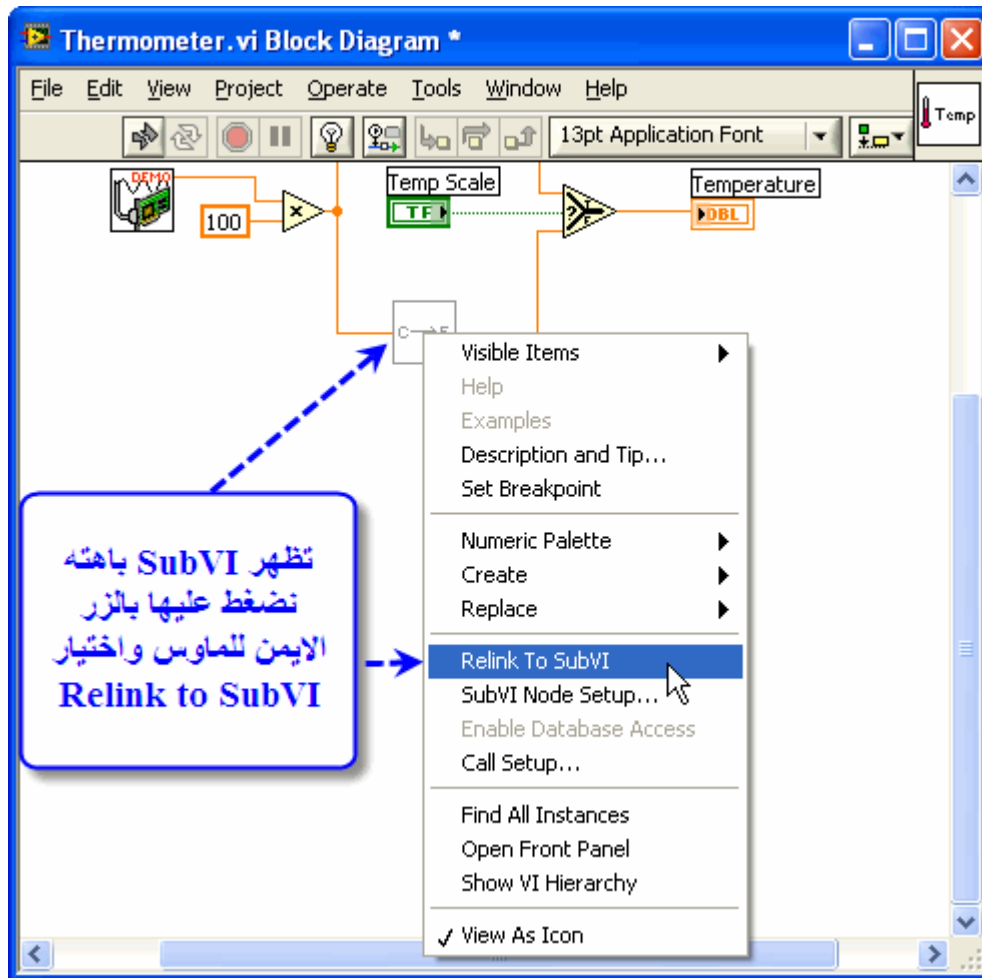 Thermometer.vi Block Diagram *
File Edit View Project Operate Tools Window Help
Temp
13pt Application Font
DEMO
Temp Scale
Temperature
TF
DBL
100
×
?
C→F
Visible Items
Help
Examples
Description and Tip...
Set Breakpoint
Numeric Palette
Create
Replace
Relink To SubVI
SubVI Node Setup...
Enable Database Access
Call Setup...
Find All Instances
Open Front Panel
Show VI Hierarchy
View As Icon
تظهر SubVI باهته
نضغط عليها بالزر
الايمن للماوس واختيار
Relink to SubVI